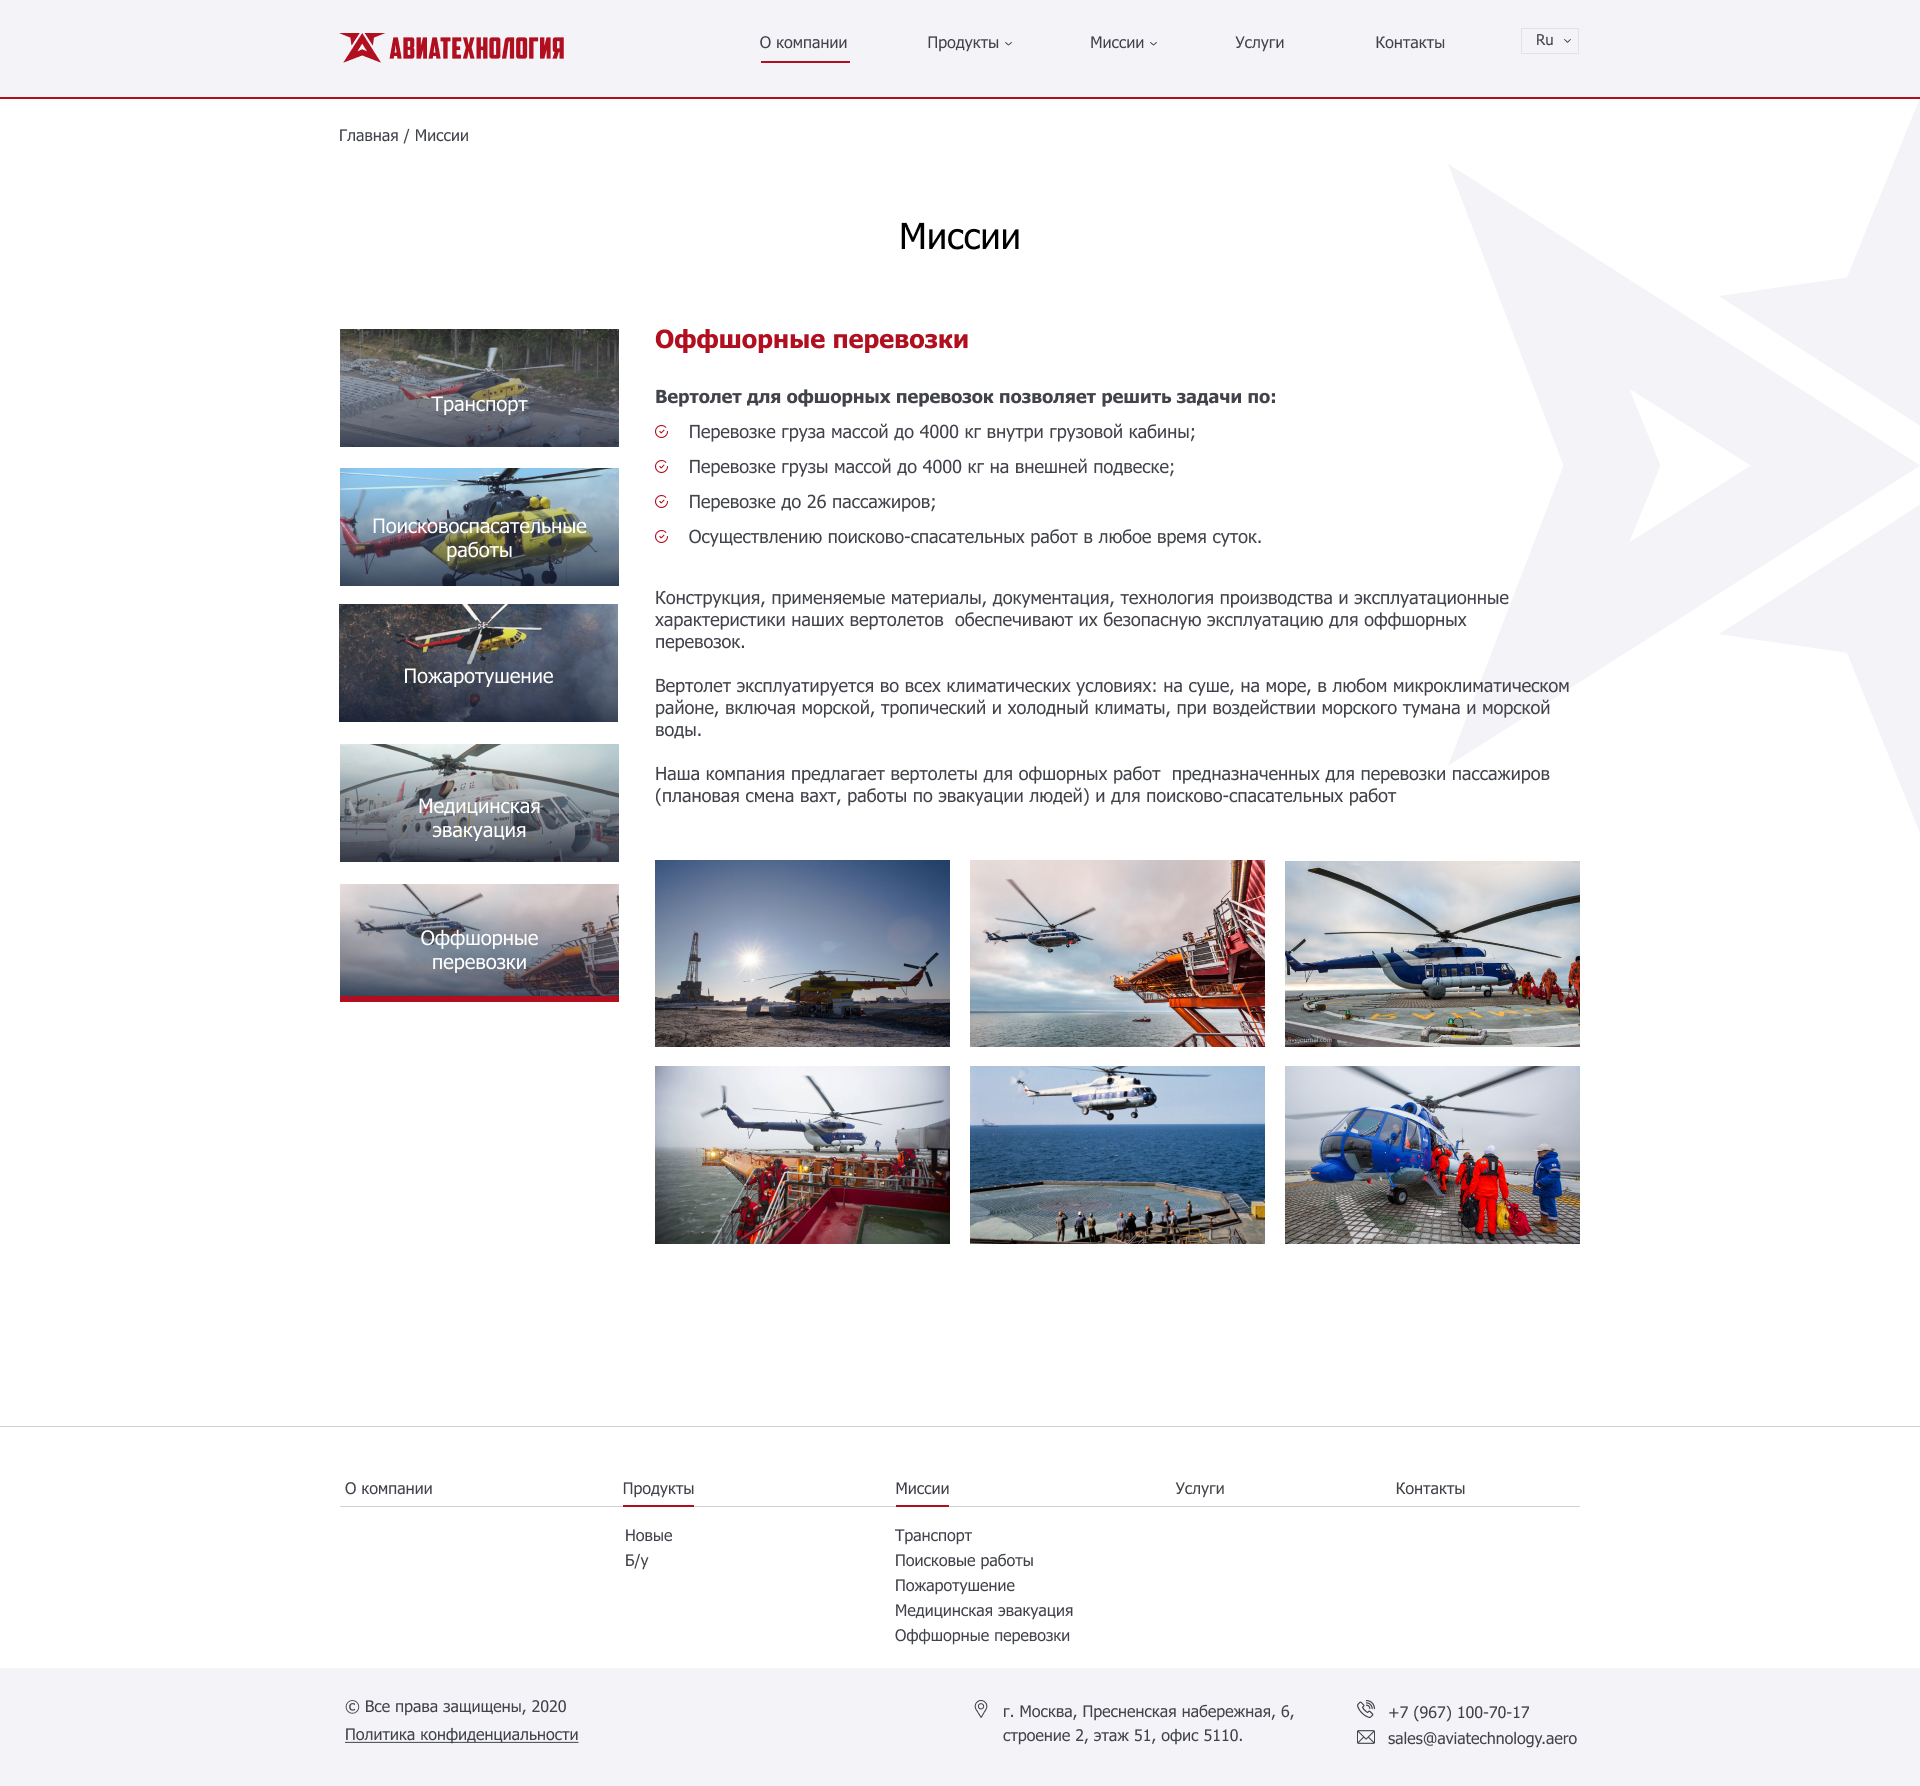 АВИАТЕХНОЛОГИЯ
О компании
Продукты
Миссии
Услуги
Контакты
Ru
Главная / Миссии
Миссии
Транспорт
Поисковоспасательные
работы
Пожаротушение
Медицинская
эвакуация
Оффшорные
перевозки
Оффшорные перевозки
Вертолет для офшорных перевозок позволяет решить задачи по:
Перевозке груза массой до 4000 кг внутри грузовой кабины;
Перевозке грузы массой до 4000 кг на внешней подвеске;
Перевозке до 26 пассажиров;
Осуществлению поисково-спасательных работ в любое время суток.
Конструкция, применяемые материалы, документация, технология производства и эксплуатационные
характеристики наших вертолетов  обеспечивают их безопасную эксплуатацию для оффшорных
перевозок.
Вертолет эксплуатируется во всех климатических условиях: на суше, на море, в любом микроклиматическом
районе, включая морской, тропический и холодный климаты, при воздействии морского тумана и морской
воды.
Наша компания предлагает вертолеты для офшорных работ  предназначенных для перевозки пассажиров
(плановая смена вахт, работы по эвакуации людей) и для поисково-спасательных работ
О компании
Продукты
Миссии
Услуги
Контакты
Новые
Б/у
Транспорт
Поисковые работы
Пожаротушение
Медицинская эвакуация
Оффшорные перевозки
© Все права защищены, 2020
Политика конфиденциальности
г. Москва, Пресненская набережная, 6,
строение 2, этаж 51, офис 5110.
+7 (967) 100-70-17
sales@aviatechnology.aero